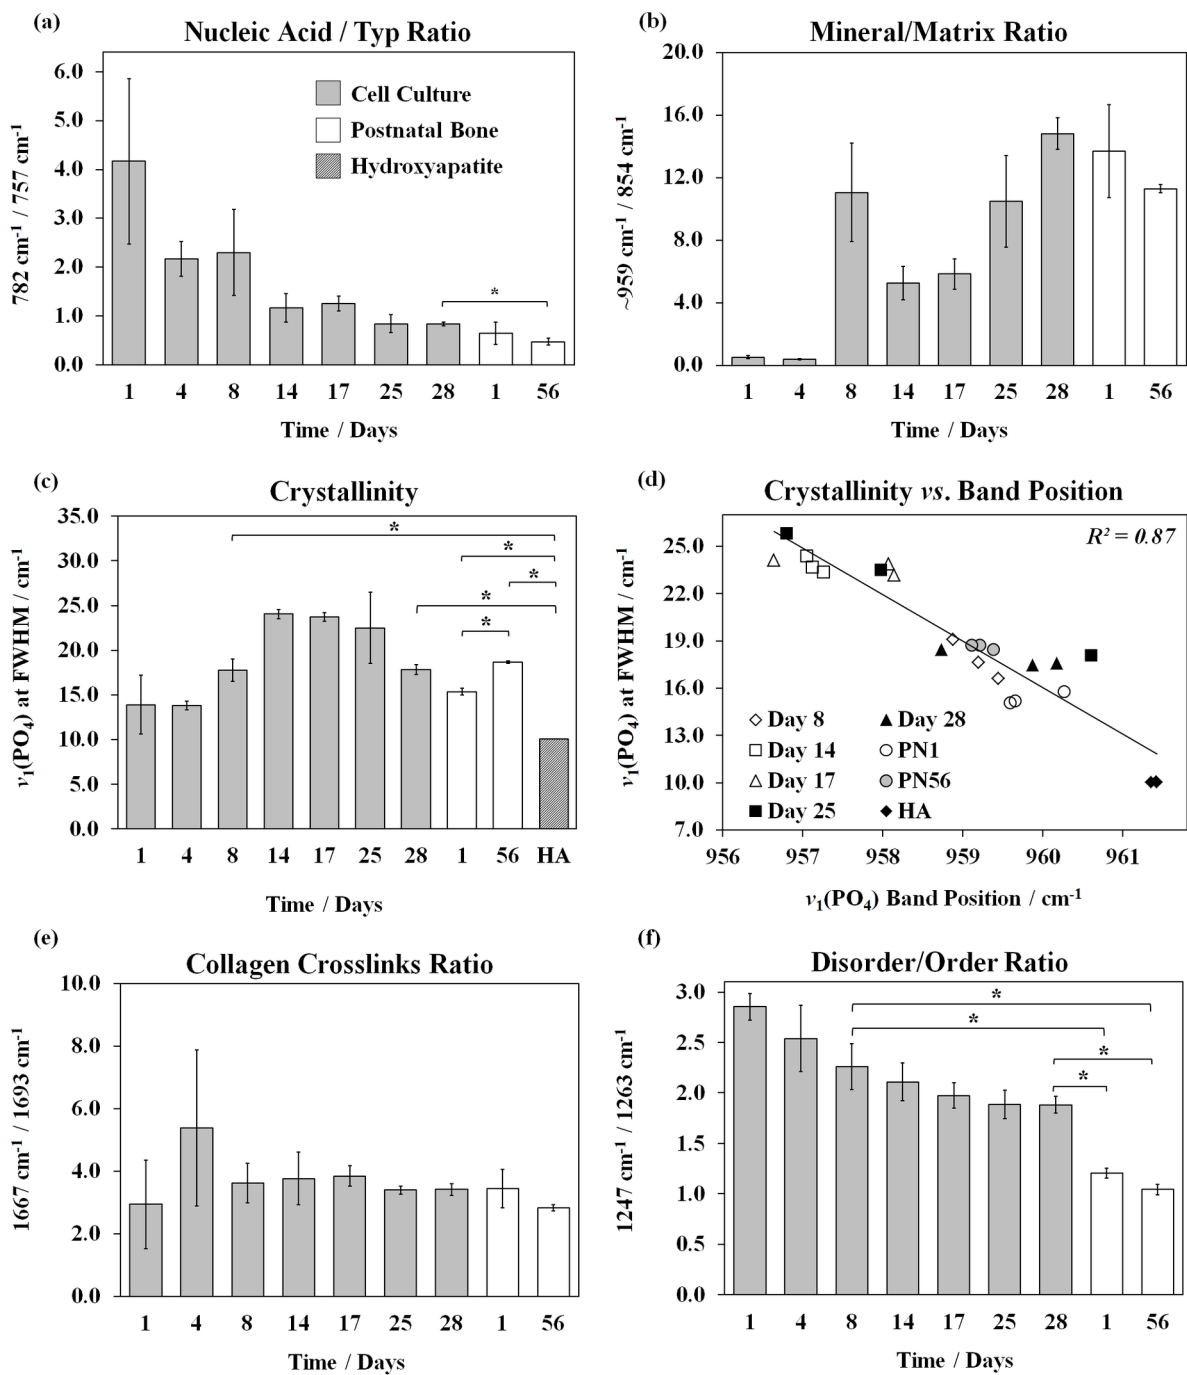 (a)
Nucleic Acid / Typ Ratio
782 cm-1 / 757 cm-1
6.0
5.0
4.0
3.0
2.0
1.0
0.0
Cell Culture
Postnatal Bone
Hydroxyapatite
*
1 4 8 14 17 25 28 1 56
Time / Days
(b)
Mineral/Matrix Ratio
~959 cm-1 / 854 cm-1
20.0
16.0
12.0
8.0
4.0
0.0
1 4 8 14 17 25 28 1 56
Time / Days
(c)
Crystallinity
ν1(PO4) at FWHM / cm-1
35.0
30.0
25.0
20.0
15.0
10.0
5.0
0.0
*
*
*
*
*
1 4 8 14 17 25 28 1 56 HA
Time / Days
(d)
Crystallinity vs. Band Position
R² = 0.87
ν1(PO4) at FWHM / cm-1
25.0
22.0
19.0
16.0
13.0
10.0
7.0
Day 8 Day 28
Day 14 PN1
Day 17 PN56
Day 25 HA
956 957 958 959 960 961
ν1(PO4) Band Position / cm-1
(e)
Collagen Crosslinks Ratio
1667 cm-1 / 1693 cm-1
10.0
8.0
6.0
4.0
2.0
0.0
1 4 8 14 17 25 28 1 56
Time / Days
(f)
Disorder/Order Ratio
1247 cm-1 / 1263 cm-1
3.0
2.5
2.0
1.5
1.0
0.5
0.0
*
*
*
*
1 4 8 14 17 25 28 1 56
Time / Days